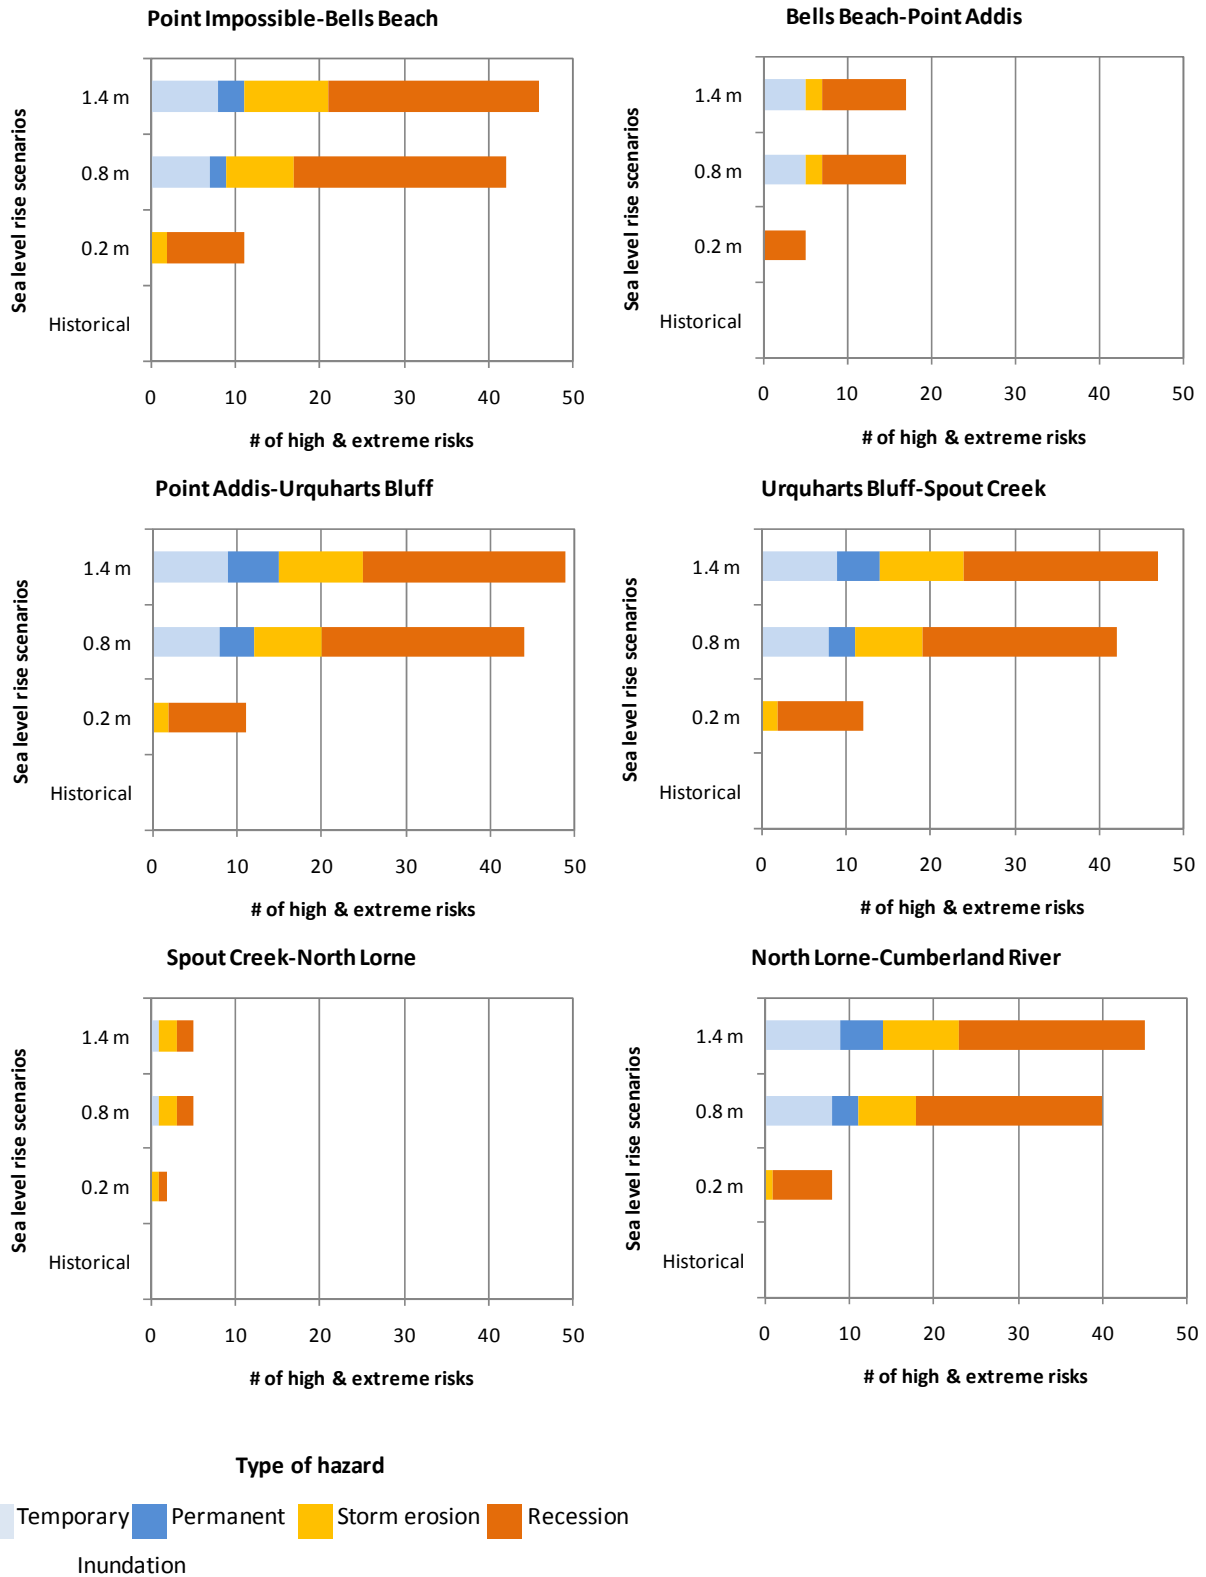 Point Impossible-Bells Beach
Sea level rise scenarios
1.4 m
0.8 m
0.2 m
Historical
0 10 20 30 40 50
# of high & extreme risks
Bells Beach-Point Addis
Sea level rise scenarios
1.4 m
0.8 m
0.2 m
Historical
0 10 20 30 40 50
# of high & extreme risks
Point Addis-Urquharts Bluff
Sea level rise scenarios
1.4 m
0.8 m
0.2 m
Historical
0 10 20 30 40 50
# of high & extreme risks
Urquharts Bluff-Spout Creek
Sea level rise scenarios
1.4 m
0.8 m
0.2 m
Historical
0 10 20 30 40 50
# of high & extreme risks
Spout Creek-North Lorne
Sea level rise scenarios
1.4 m
0.8 m
0.2 m
Historical
0 10 20 30 40 50
# of high & extreme risks
North Lorne-Cumberland River
Sea level rise scenarios
1.4 m
0.8 m
0.2 m
Historical
0 10 20 30 40 50
# of high & extreme risks
Type of hazard
Temporary Permanent Storm erosion Recession
Inundation